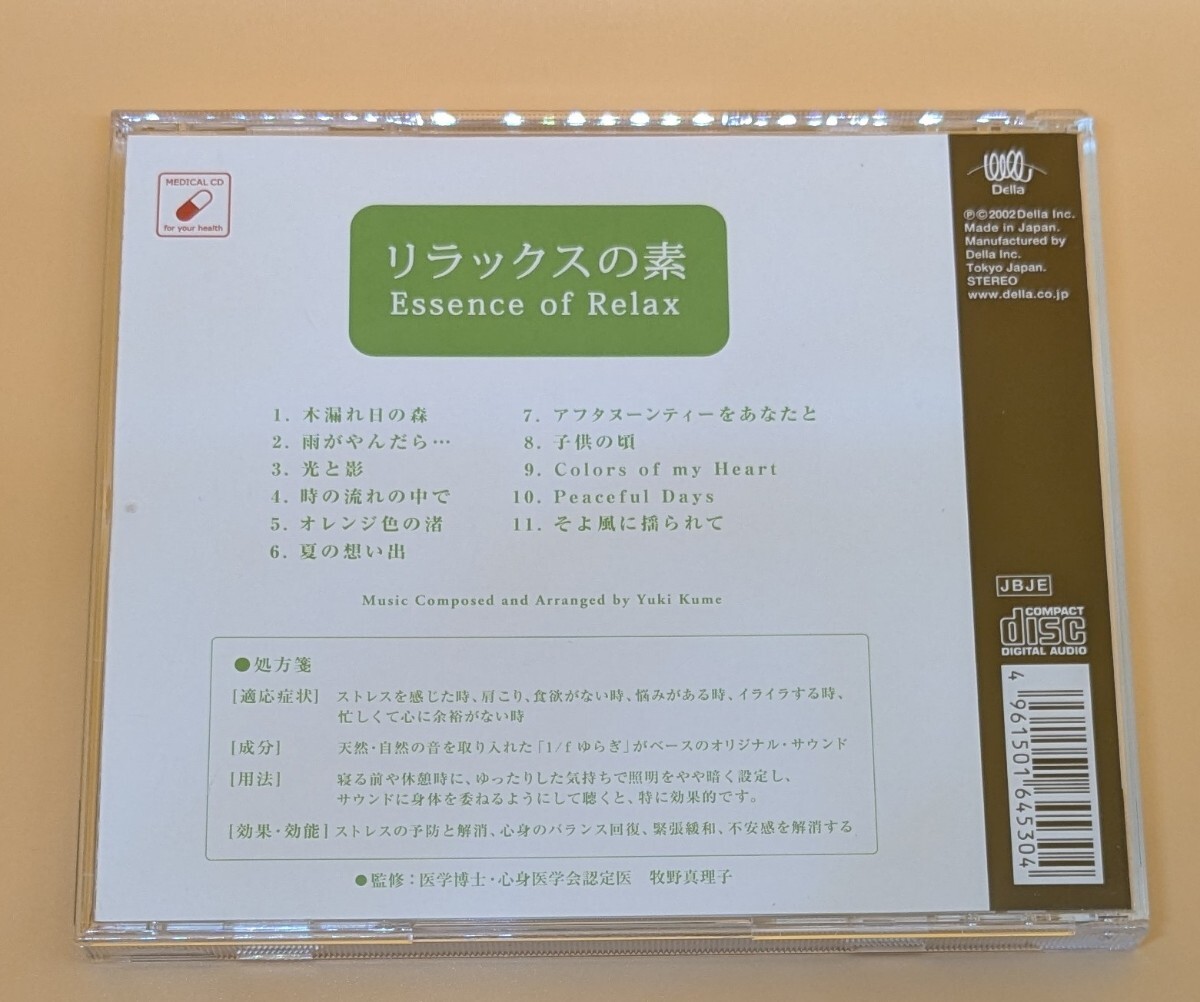 MEDICAL CD
for your health
リラックスの素
Essence of Relax
1. 木漏れ日の森
2. 雨がやんだら…
3. 光と影
4. 時の流れの中で
5. オレンジ色の渚
6. 夏の想い出
7. アフタヌーンティーをあなたと
8. 子供の頃
9. Colors of my Heart
10. Peaceful Days
11. そよ風に揺られて
Music Composed and Arranged by Yuki Kume
●処方箋
[適応症状] ストレスを感じた時、肩こり、食欲がない時、悩みがある時、イライラする時、
忙しくて心に余裕がない時
[成分] 天然・自然の音を取り入れた「1/f ゆらぎ」がベースのオリジナル・サウンド
[用法] 寝る前や休憩時に、ゆったりした気持ちで照明をやや暗く設定し、
サウンドに身体を委ねるようにして聴くと、特に効果的です。
[効果・効能] ストレスの予防と解消、心身のバランス回復、緊張緩和、不安感を解消する
●監修：医学博士・心身医学会認定医 牧野真理子
Della
Ⓟ©2002Della Inc.
Made in Japan.
Manufactured by
Della Inc.
Tokyo Japan.
STEREO
www.della.co.jp
JBJE
COMPACT
disc
DIGITAL AUDIO
4 961501 645304